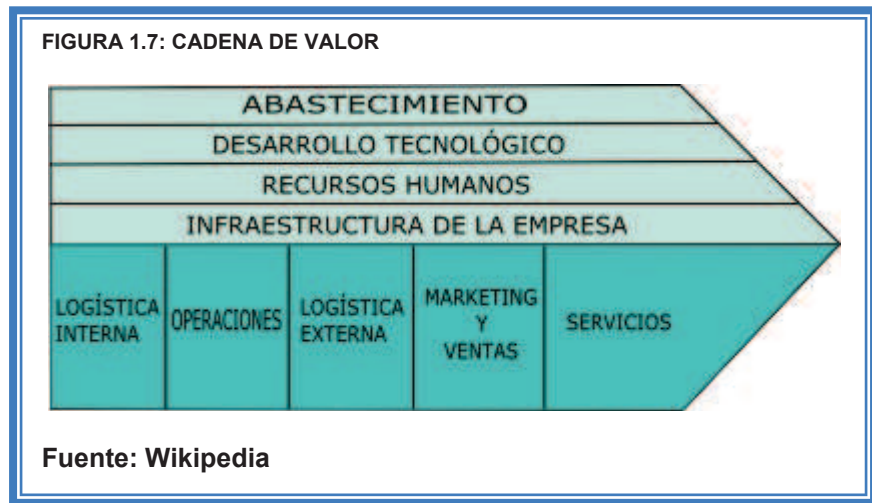 FIGURA 1.7: CADENA DE VALOR
ABASTECIMIENTO
DESARROLLO TECNOLÓGICO
RECURSOS HUMANOS
INFRAESTRUCTURA DE LA EMPRESA
LOGÍSTICA
INTERNA
OPERACIONES
LOGÍSTICA
EXTERNA
MARKETING
Y
VENTAS
SERVICIOS
Fuente: Wikipedia